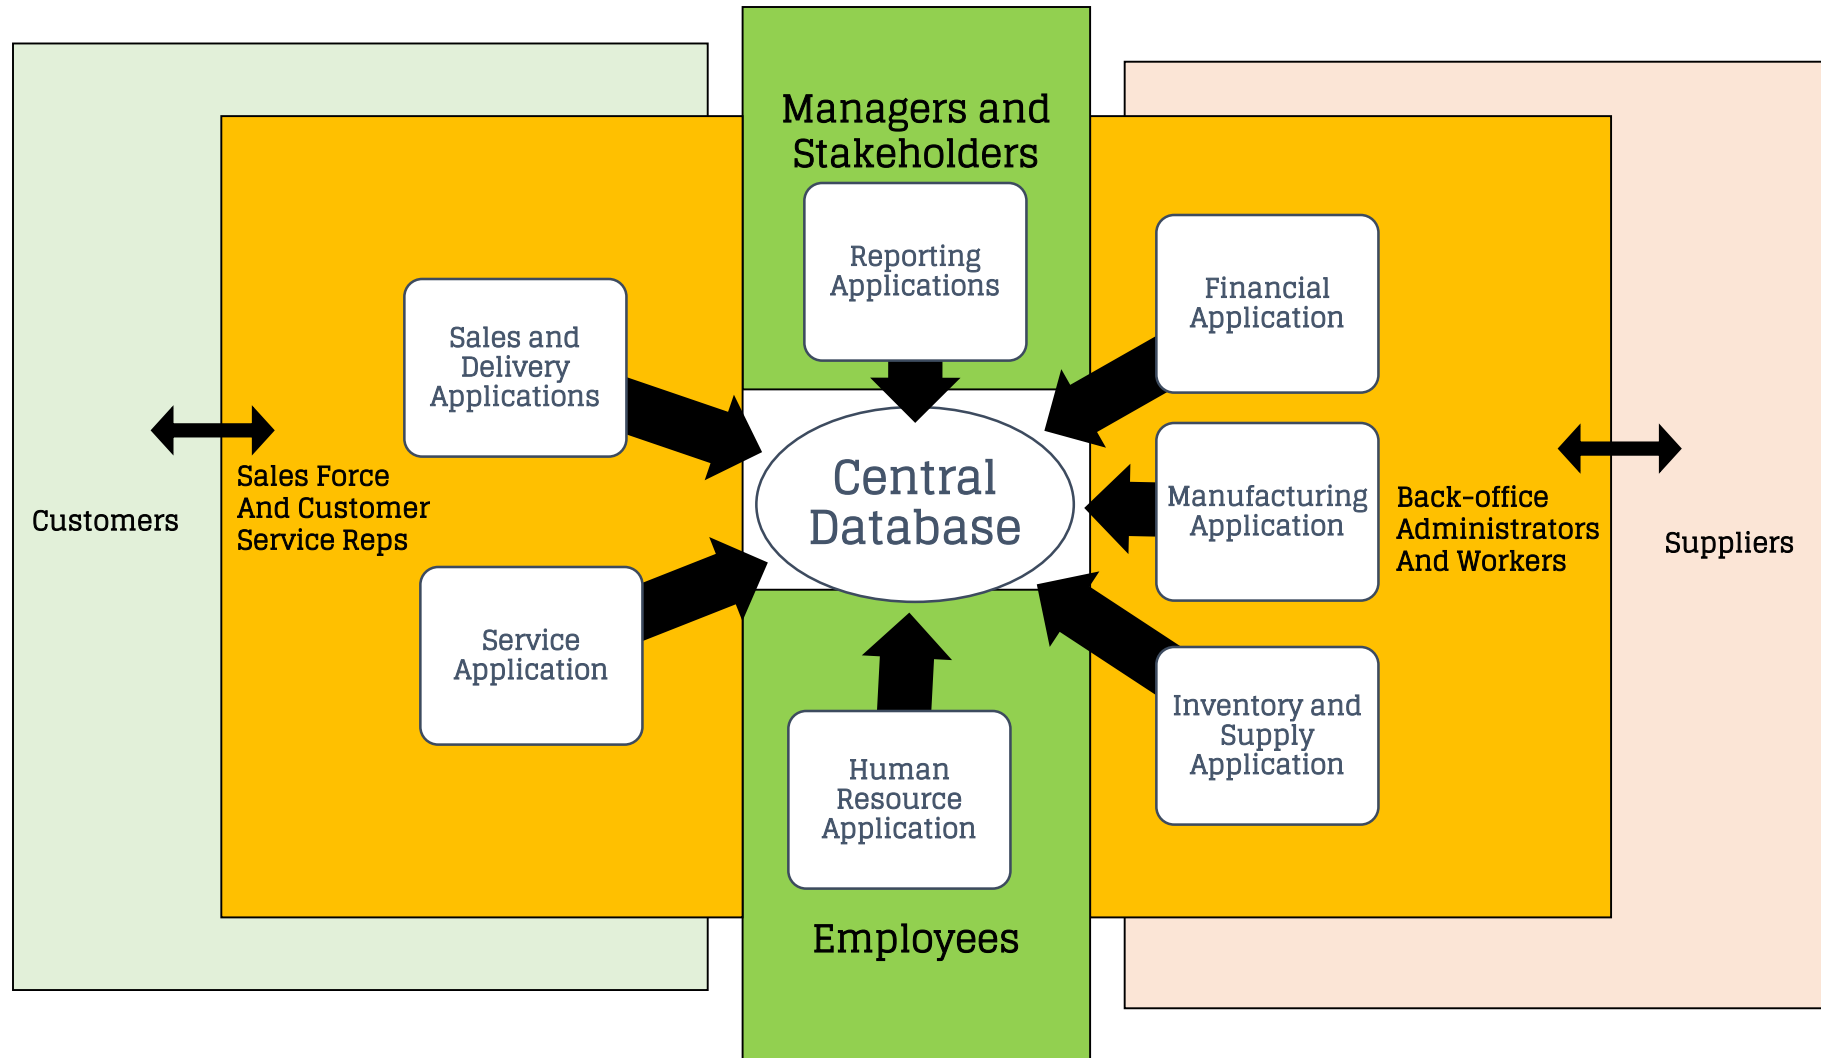 Managers and
Stakeholders
Reporting
Applications
Sales and
Delivery
Applications
Financial
Application
Customers
Sales Force
And Customer
Service Reps
Central
Database
Manufacturing
Application
Back-office
Administrators
And Workers
Suppliers
Service
Application
Human
Resource
Application
Inventory and
Supply
Application
Employees